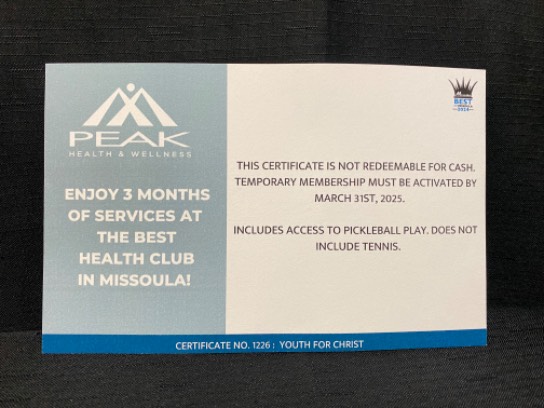 PEAK
HEALTH & WELLNESS
ENJOY 3 MONTHS
OF SERVICES AT
THE BEST
HEALTH CLUB
IN MISSOULA!
BEST
THIS CERTIFICATE IS NOT REDEEMABLE FOR CASH.
TEMPORARY MEMBERSHIP MUST BE ACTIVATED BY
MARCH 31ST, 2025.
INCLUDES ACCESS TO PICKLEBALL PLAY. DOES NOT
INCLUDE TENNIS.
CERTIFICATE NO. 1226 : YOUTH FOR CHRIST